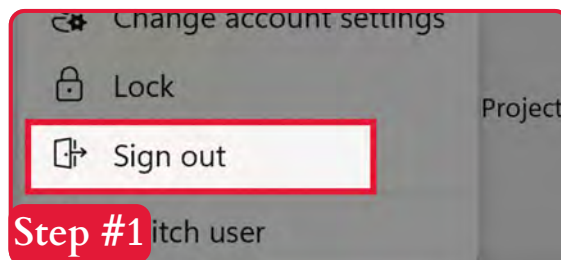 Change account settings
Lock
Project
Sign out
Step #1 itch user